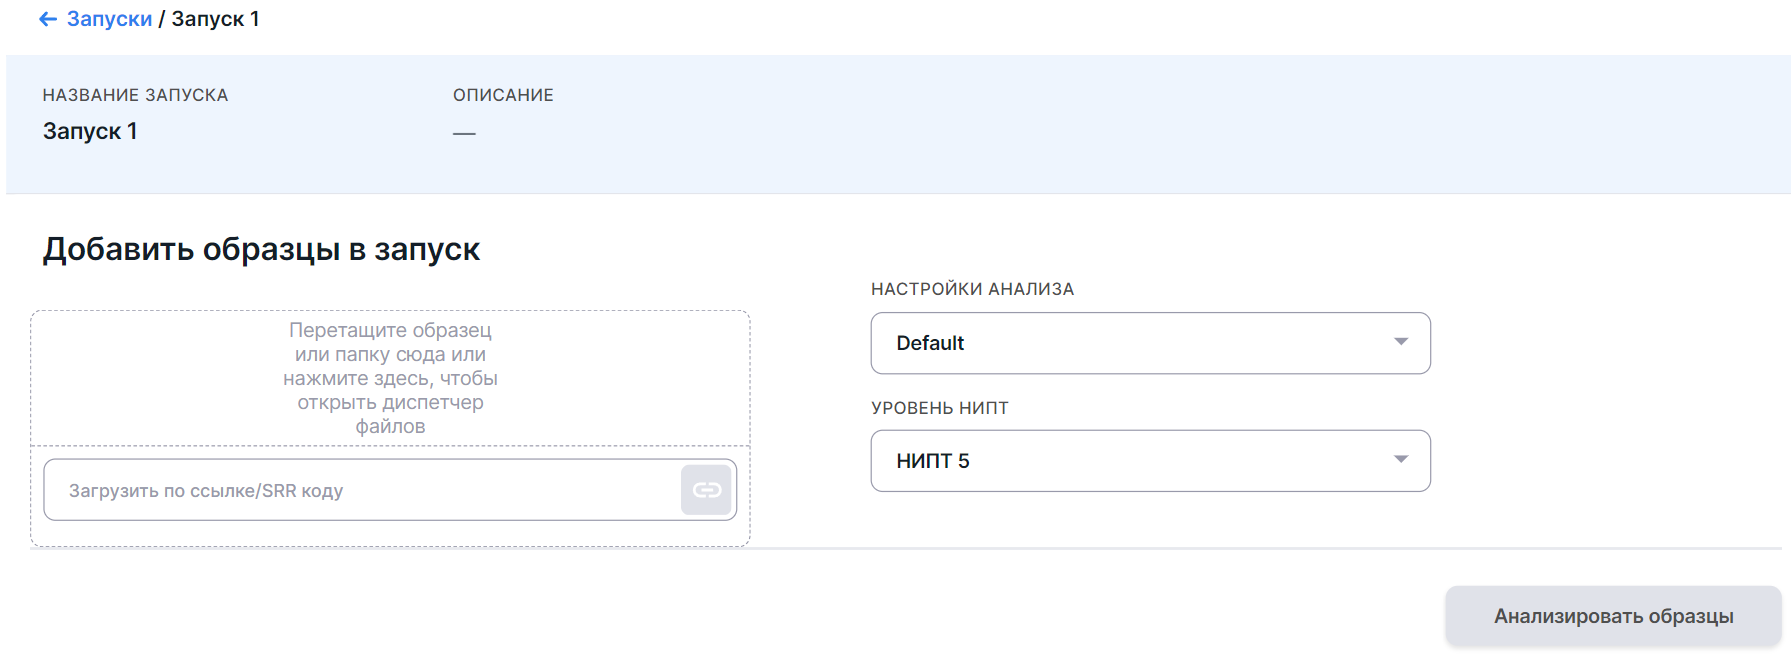 ← Запуски / Запуск 1
НАЗВАНИЕ ЗАПУСКА
Запуск 1
ОПИСАНИЕ
—
Добавить образцы в запуск
Перетащите образец
или папку сюда или
нажмите здесь, чтобы
открыть диспетчер
файлов
Загрузить по ссылке/SRR коду
НАСТРОЙКИ АНАЛИЗА
Default
УРОВЕНЬ НИПТ
НИПТ 5
Анализировать образцы